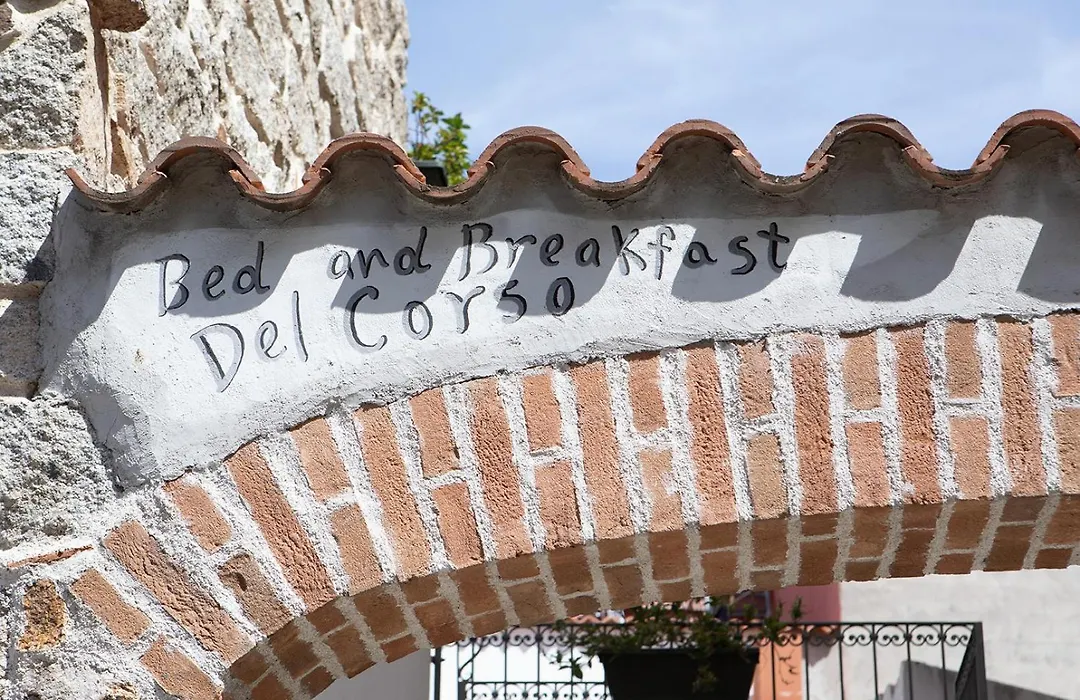 Bed and Breakfast
Del Corso